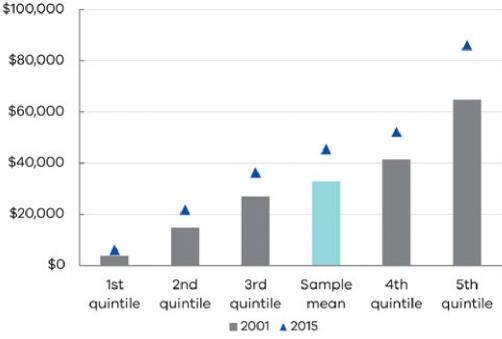 $100,000
$80,000
$60,000
$40,000
$20,000
$0
1st quintile
2nd quintile
3rd quintile
Sample mean
4th quintile
5th quintile
2001 2015